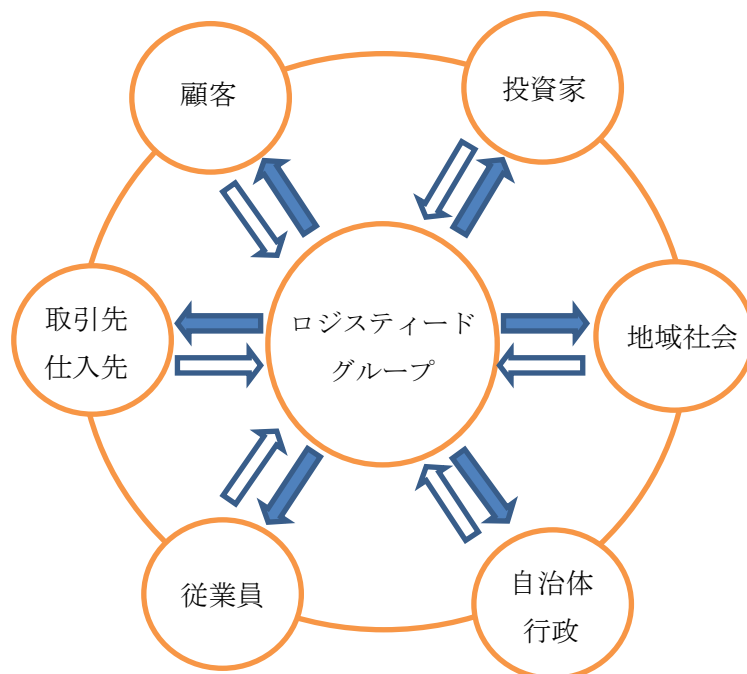 顧客
投資家
取引先
仕入先
ロジスティード
グループ
地域社会
従業員
自治体
行政